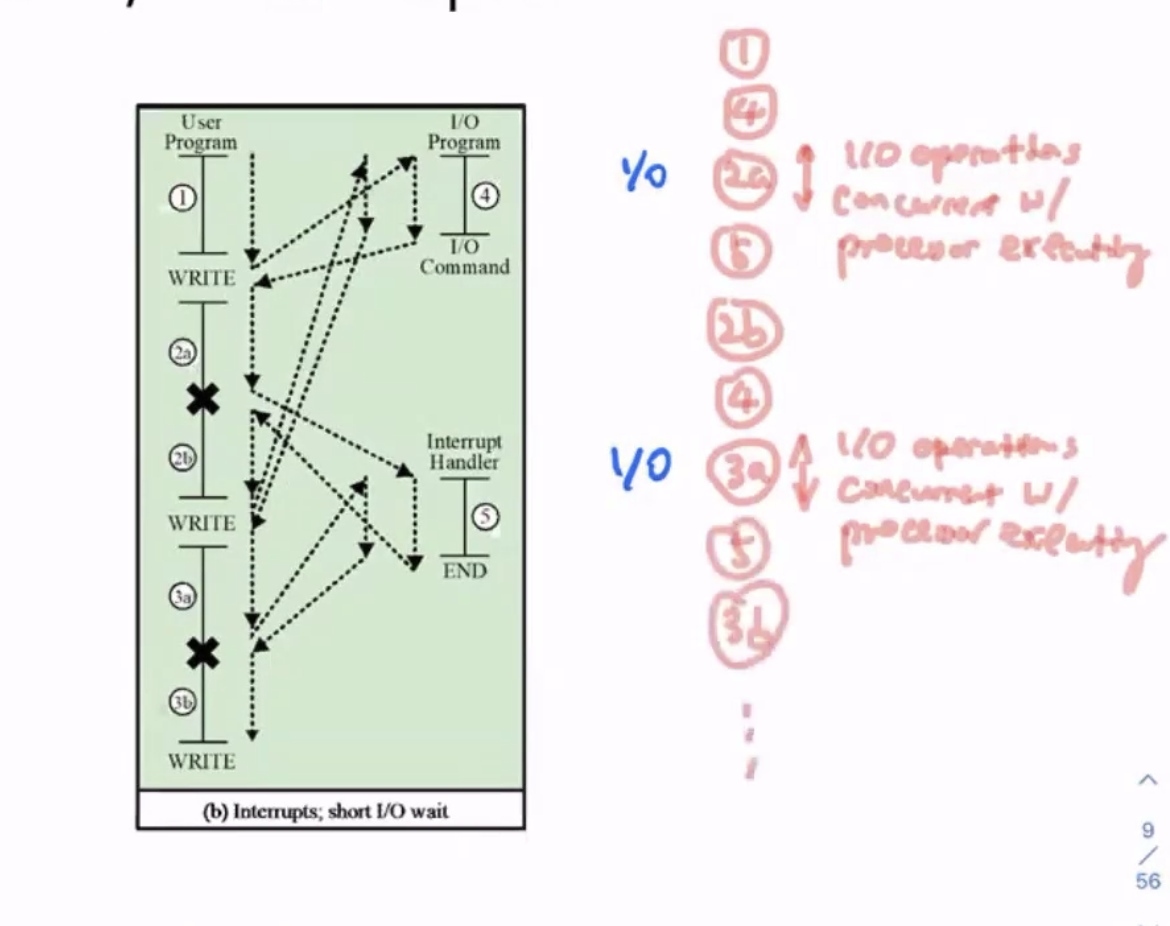 User
Program
I/O
Program
1
4
WRITE
I/O
Command
2a
2b
Interrupt
Handler
WRITE
5
END
3a
3b
WRITE
(b) Interrupts; short I/O wait
1
4
I/O
2a
I/O operations
concurrent w/
processor executing
5
2b
4
I/O
3a
I/O operations
concurrent w/
processor executing
5
3b
9
/
56